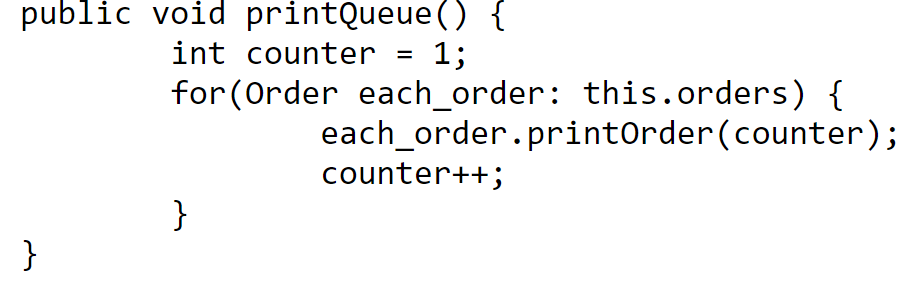 public void printQueue() {
int counter = 1;
for(Order each_order: this.orders) {
each_order.printOrder(counter);
counter++;
}
}